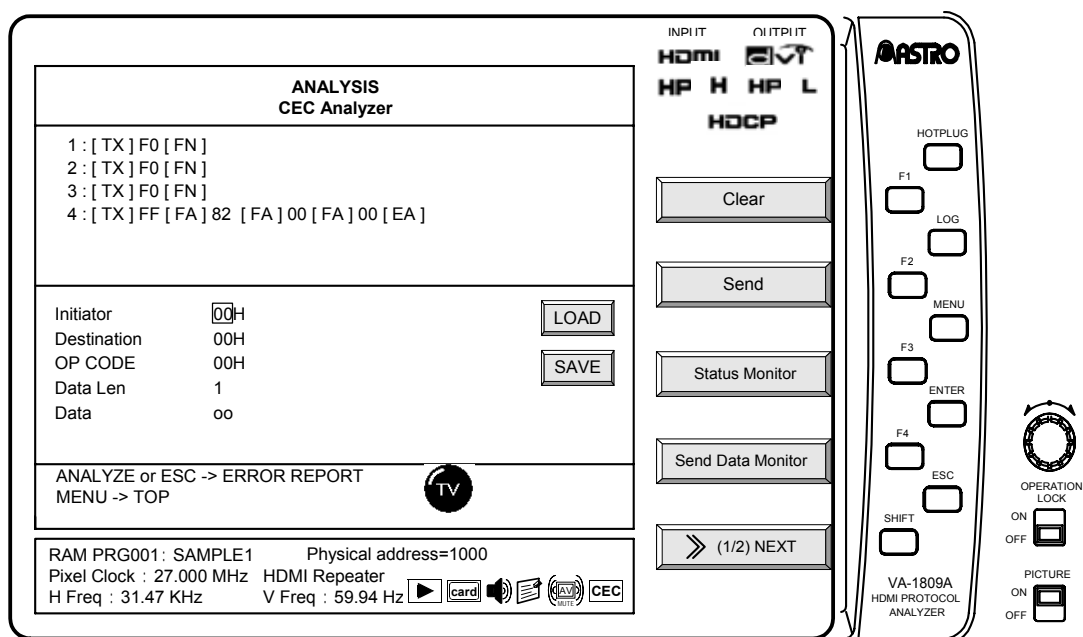 ANALYSIS
CEC Analyzer
1 : [ TX ] F0 [ FN ]
2 : [ TX ] F0 [ FN ]
3 : [ TX ] F0 [ FN ]
4 : [ TX ] FF [ FA ] 82 [ FA ] 00 [ FA ] 00 [ EA ]
Initiator 00H
Destination 00H
OP CODE 00H
Data Len 1
Data oo
LOAD
SAVE
ANALYZE or ESC -> ERROR REPORT
MENU -> TOP
TV
RAM PRG001: SAMPLE1 Physical address=1000
Pixel Clock : 27.000 MHz HDMI Repeater
H Freq : 31.47 KHz V Freq : 59.94 Hz
card
AV
MUTE
CEC
INPUT OUTPUT
HDMI DVI
HP H HP L
HDCP
Clear
Send
Status Monitor
Send Data Monitor
(1/2) NEXT
ASTRO
HOTPLUG
F1
LOG
F2
MENU
F3
ENTER
F4
ESC
SHIFT
VA-1809A
HDMI PROTOCOL
ANALYZER
OPERATION
LOCK
ON
OFF
PICTURE
ON
OFF